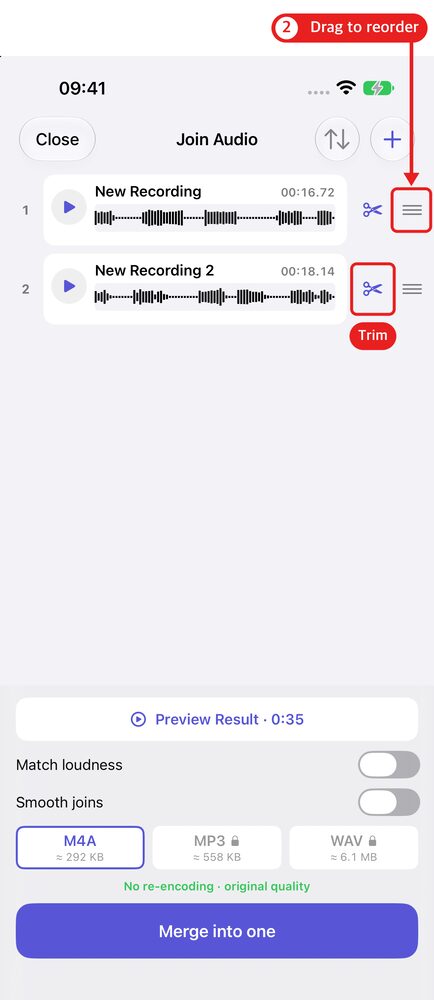 2 Drag to reorder
09:41
Close
Join Audio
1
New Recording
00:16.72
2
New Recording 2
00:18.14
Trim
Preview Result · 0:35
Match loudness
Smooth joins
M4A
≈ 292 KB
MP3
≈ 558 KB
WAV
≈ 6.1 MB
No re-encoding · original quality
Merge into one